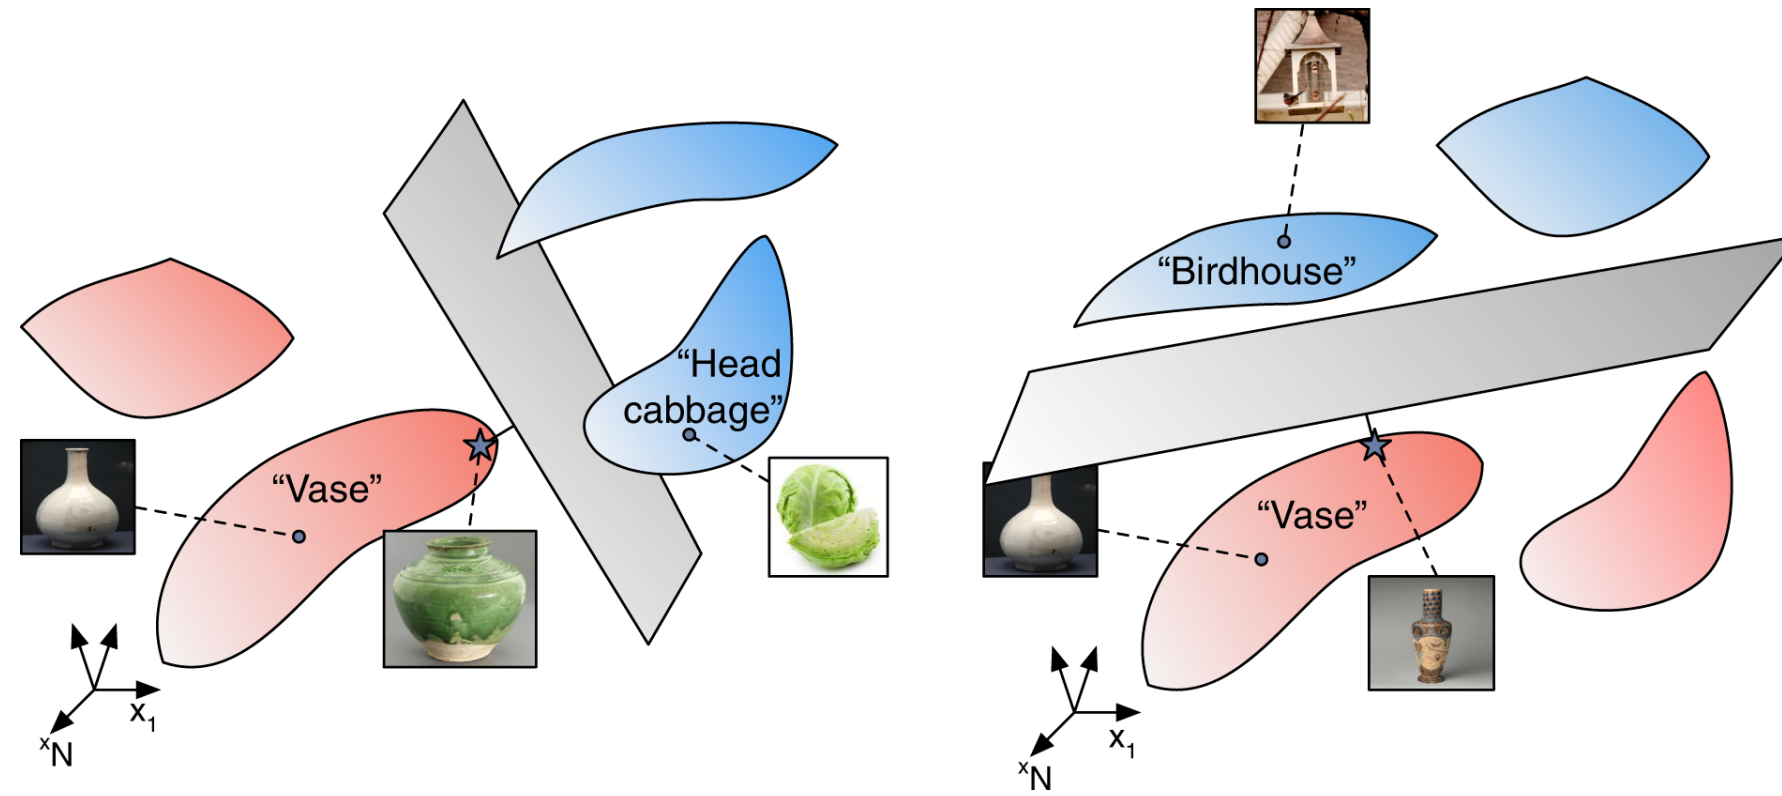 “Vase”
“Head
cabbage”
x1
xN
“Birdhouse”
“Vase”
x1
xN